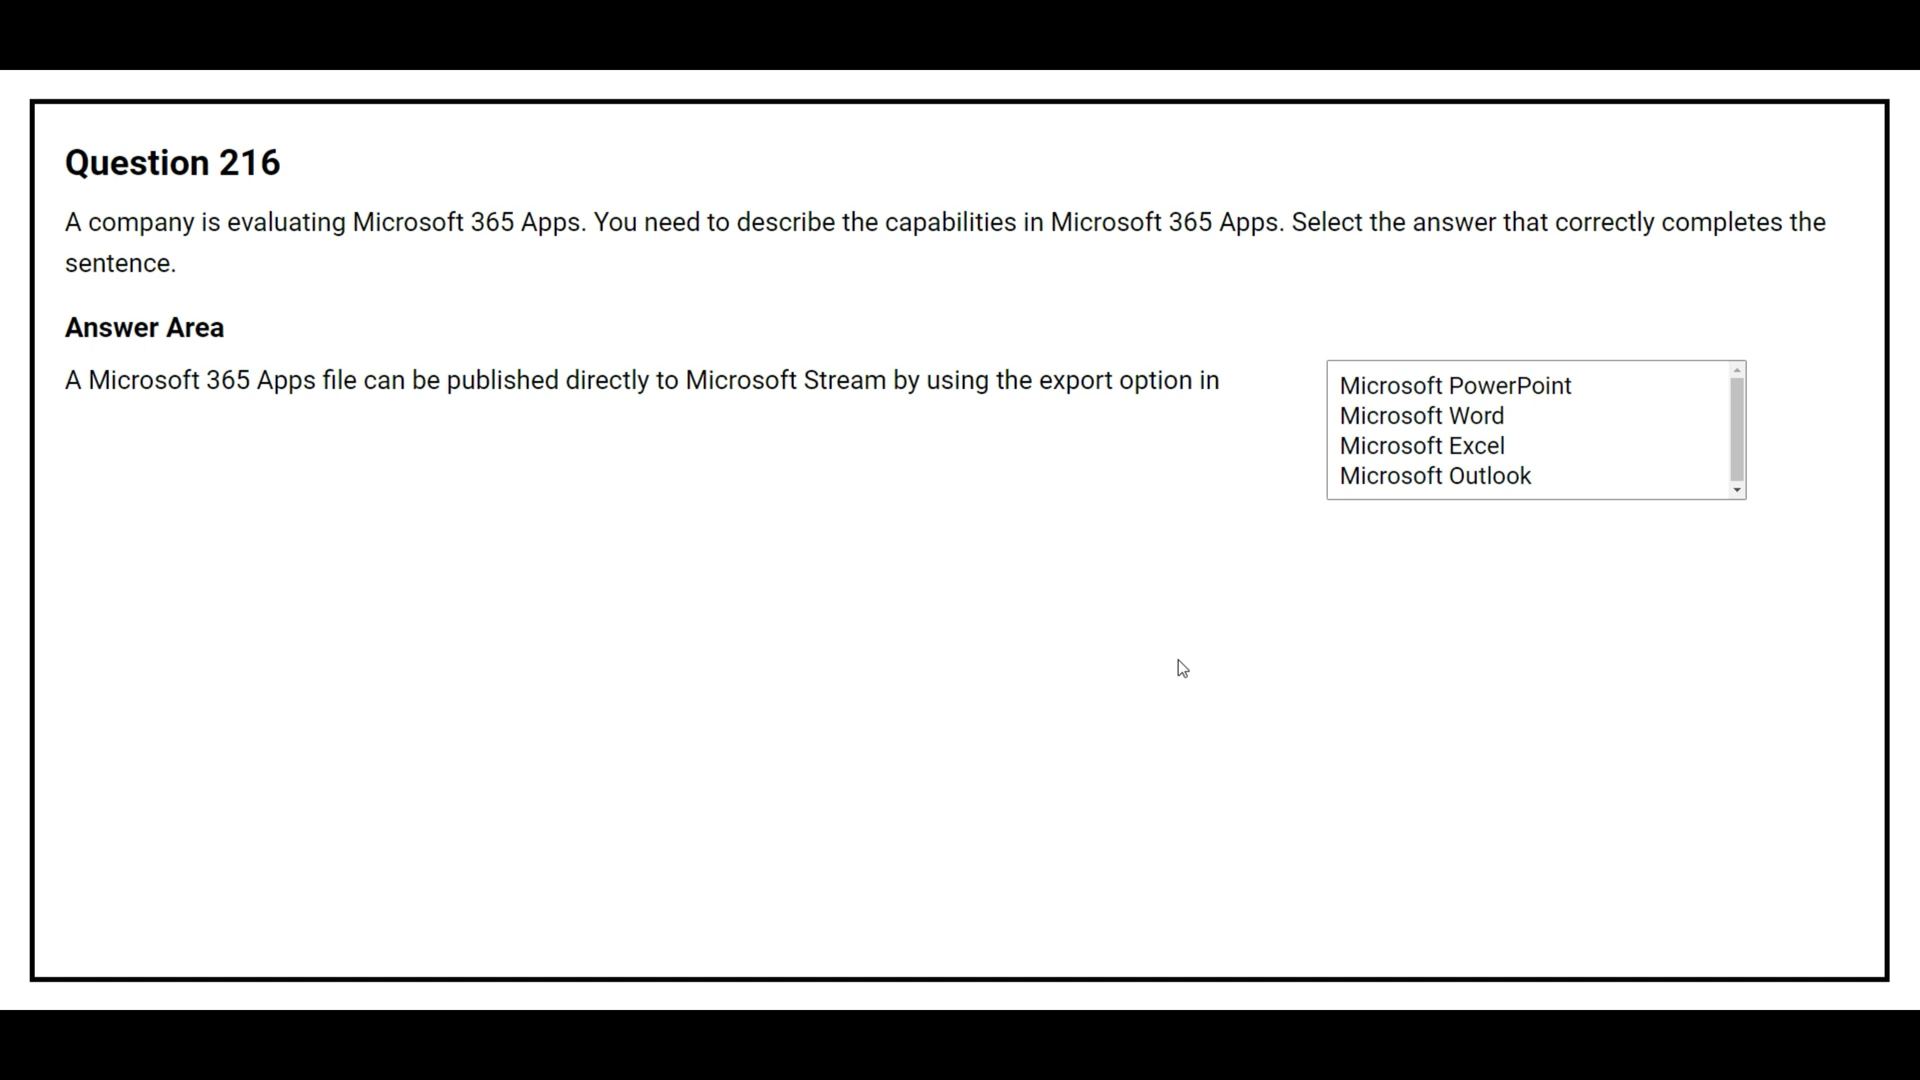 Question 216
A company is evaluating Microsoft 365 Apps. You need to describe the capabilities in Microsoft 365 Apps. Select the answer that correctly completes the
sentence.
Answer Area
A Microsoft 365 Apps file can be published directly to Microsoft Stream by using the export option in
Microsoft PowerPoint
Microsoft Word
Microsoft Excel
Microsoft Outlook